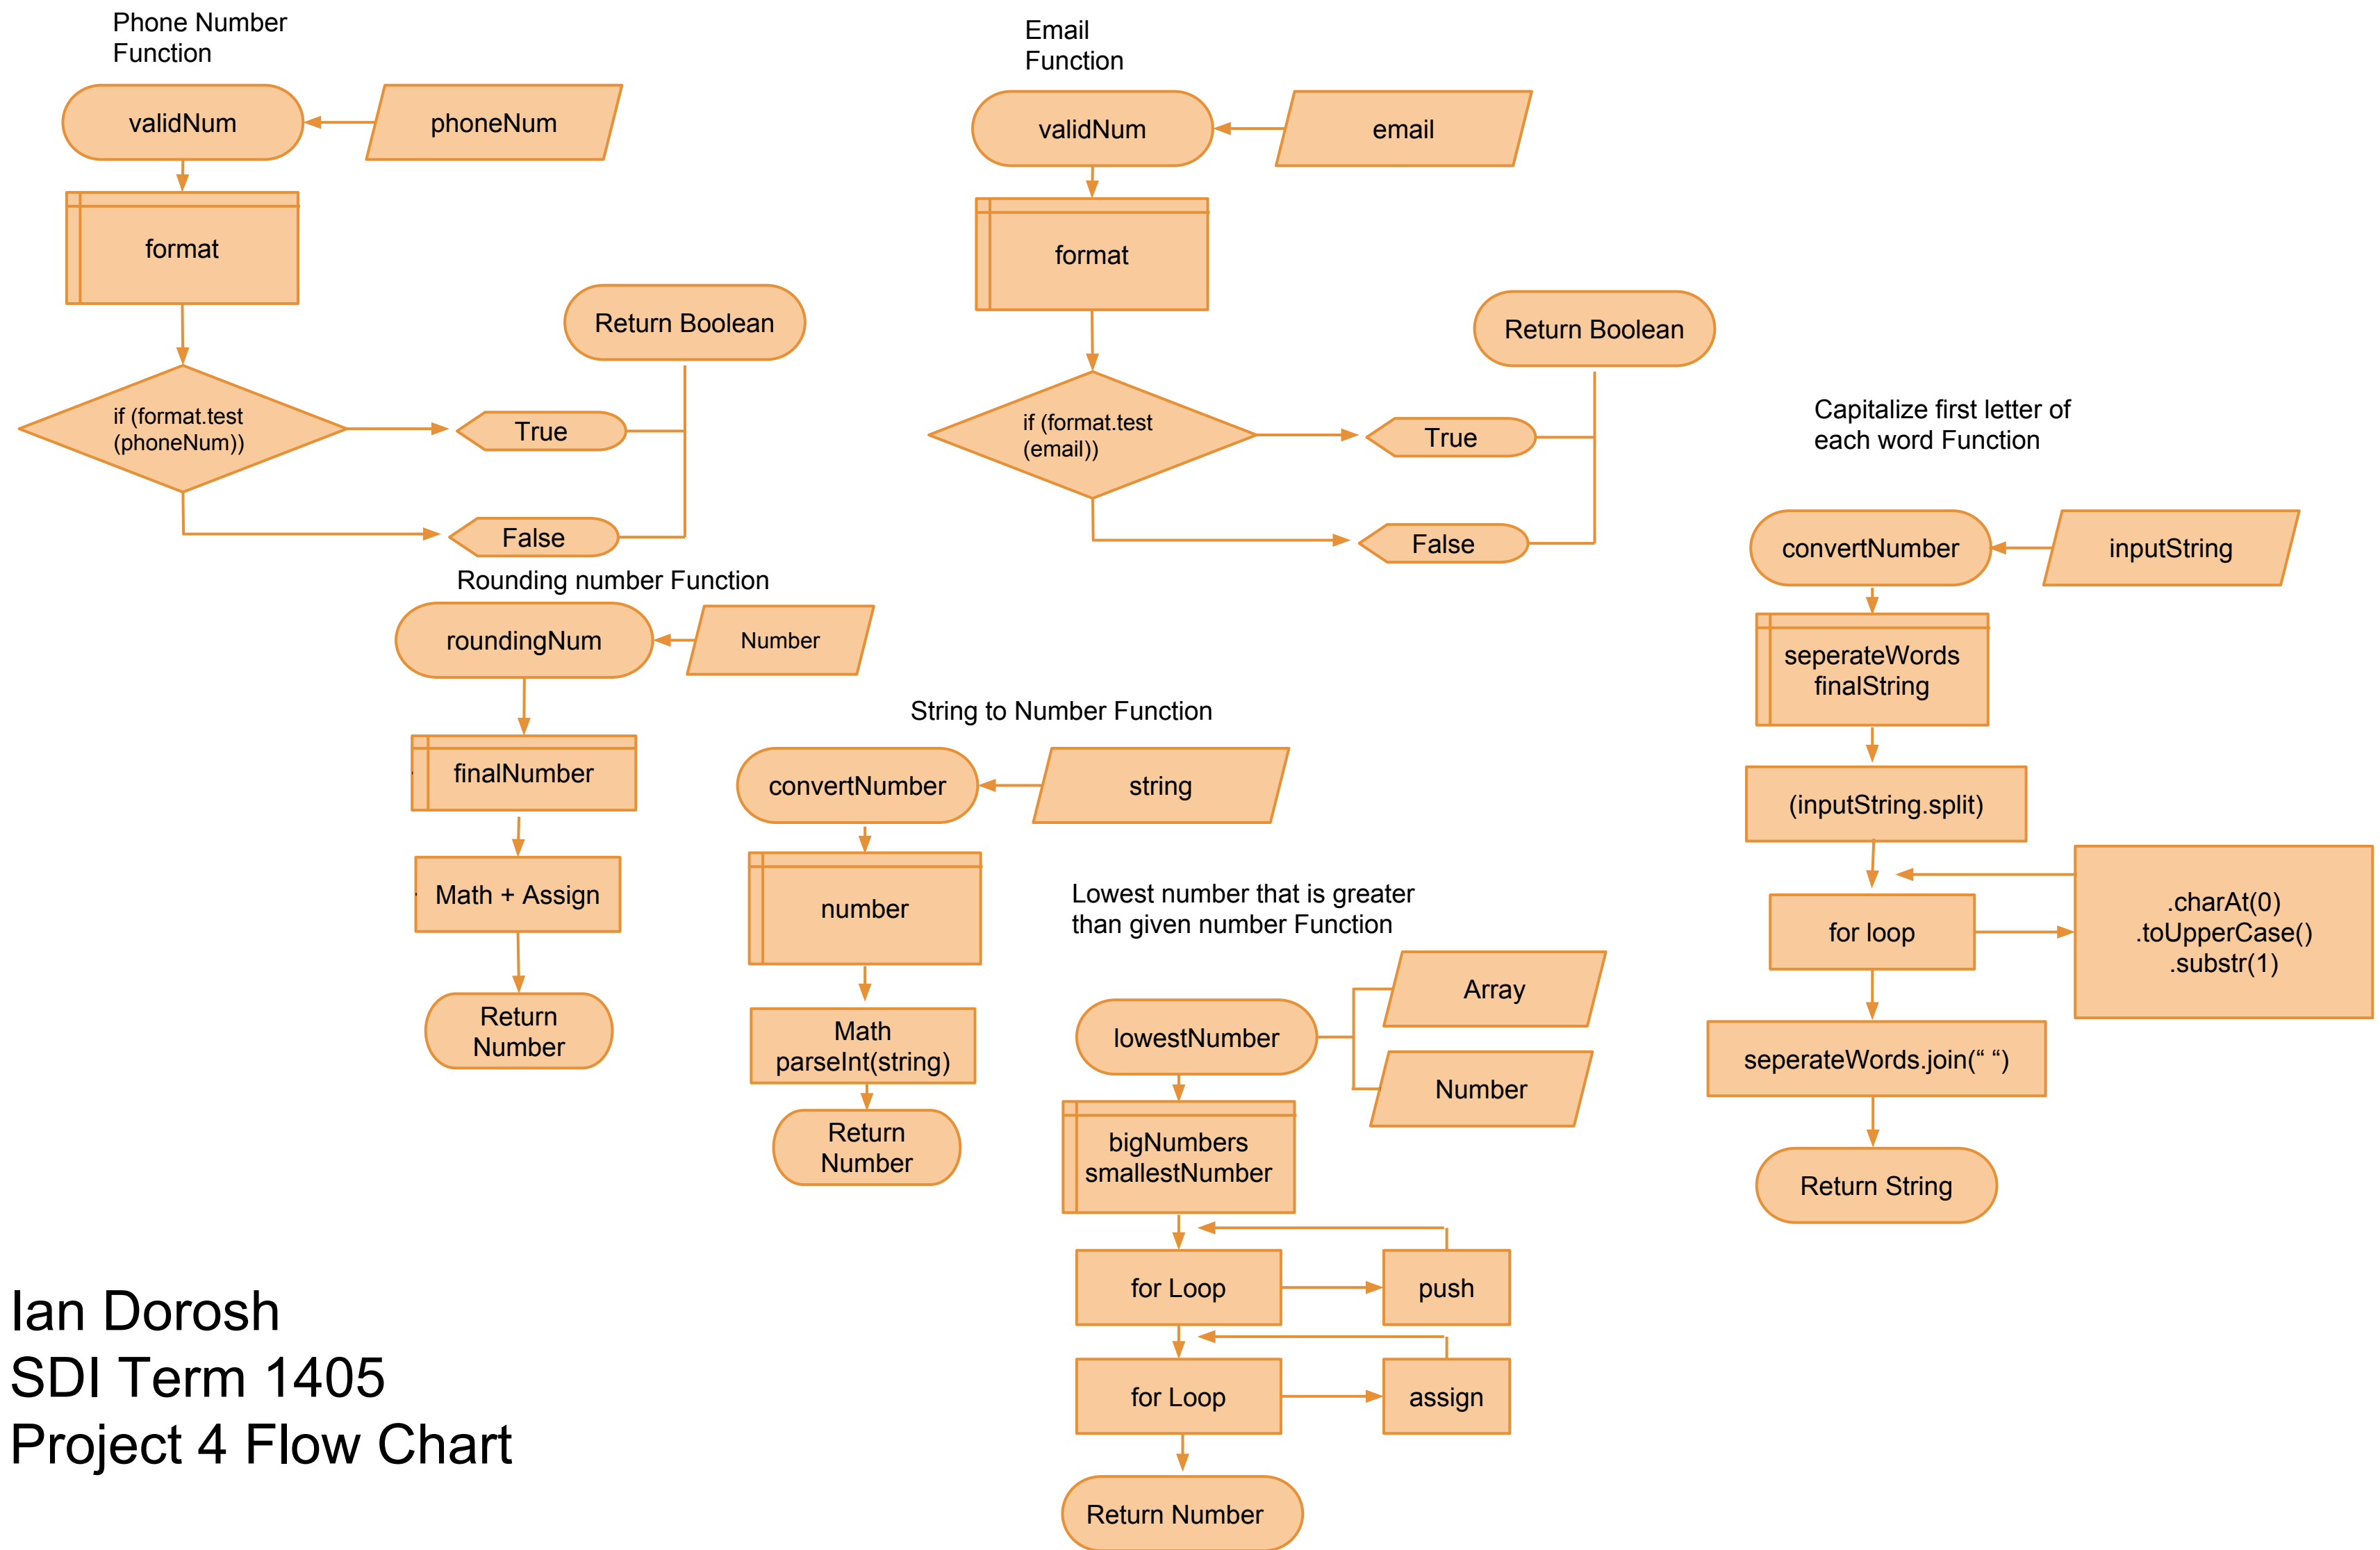 Phone Number
Function
validNum
phoneNum
format
Return Boolean
if (format.test
(phoneNum))
True
False
Email
Function
validNum
email
format
Return Boolean
if (format.test
(email))
True
False
Rounding number Function
roundingNum
Number
finalNumber
Math + Assign
Return
Number
String to Number Function
convertNumber
string
number
Math
parseInt(string)
Return
Number
Lowest number that is greater
than given number Function
lowestNumber
Array
Number
bigNumbers
smallestNumber
for Loop
push
for Loop
assign
Return Number
Capitalize first letter of
each word Function
convertNumber
inputString
seperateWords
finalString
(inputString.split)
for loop
.charAt(0)
.toUpperCase()
.substr(1)
seperateWords.join(“ “)
Return String
Ian Dorosh
SDI Term 1405
Project 4 Flow Chart